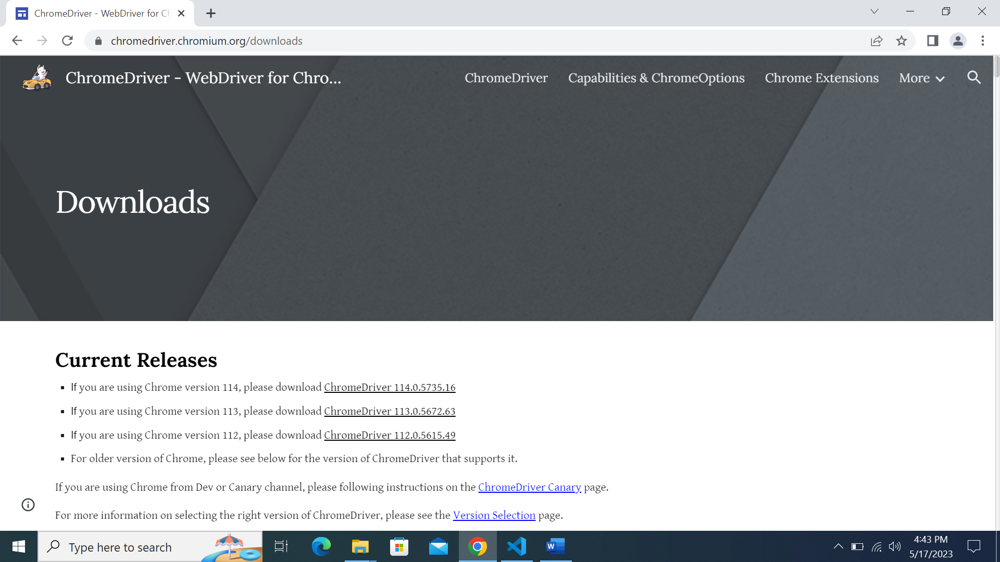 ChromeDriver - WebDriver for Ch
chromedriver.chromium.org/downloads
ChromeDriver - WebDriver for Chro...
ChromeDriver
Capabilities & ChromeOptions
Chrome Extensions
More
Downloads
Current Releases
If you are using Chrome version 114, please download ChromeDriver 114.0.5735.16
If you are using Chrome version 113, please download ChromeDriver 113.0.5672.63
If you are using Chrome version 112, please download ChromeDriver 112.0.5615.49
For older version of Chrome, please see below for the version of ChromeDriver that supports it.
If you are using Chrome from Dev or Canary channel, please following instructions on the ChromeDriver Canary page.
For more information on selecting the right version of ChromeDriver, please see the Version Selection page.
Type here to search
W
4:43 PM
5/17/2023